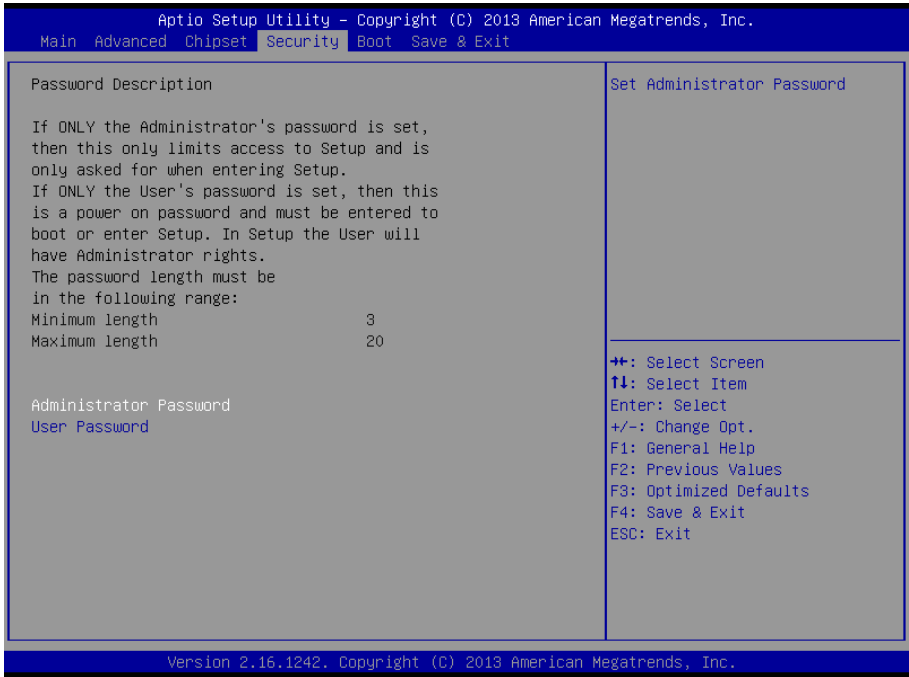 Aptio Setup Utility – Copyright (C) 2013 American Megatrends, Inc.
Main Advanced Chipset Security Boot Save & Exit
Password Description
If ONLY the Administrator's password is set,
then this only limits access to Setup and is
only asked for when entering Setup.
If ONLY the User's password is set, then this
is a power on password and must be entered to
boot or enter Setup. In Setup the User will
have Administrator rights.
The password length must be
in the following range:
Minimum length 3
Maximum length 20
Administrator Password
User Password
Set Administrator Password
→←: Select Screen
↑↓: Select Item
Enter: Select
+/-: Change Opt.
F1: General Help
F2: Previous Values
F3: Optimized Defaults
F4: Save & Exit
ESC: Exit
Version 2.16.1242. Copyright (C) 2013 American Megatrends, Inc.